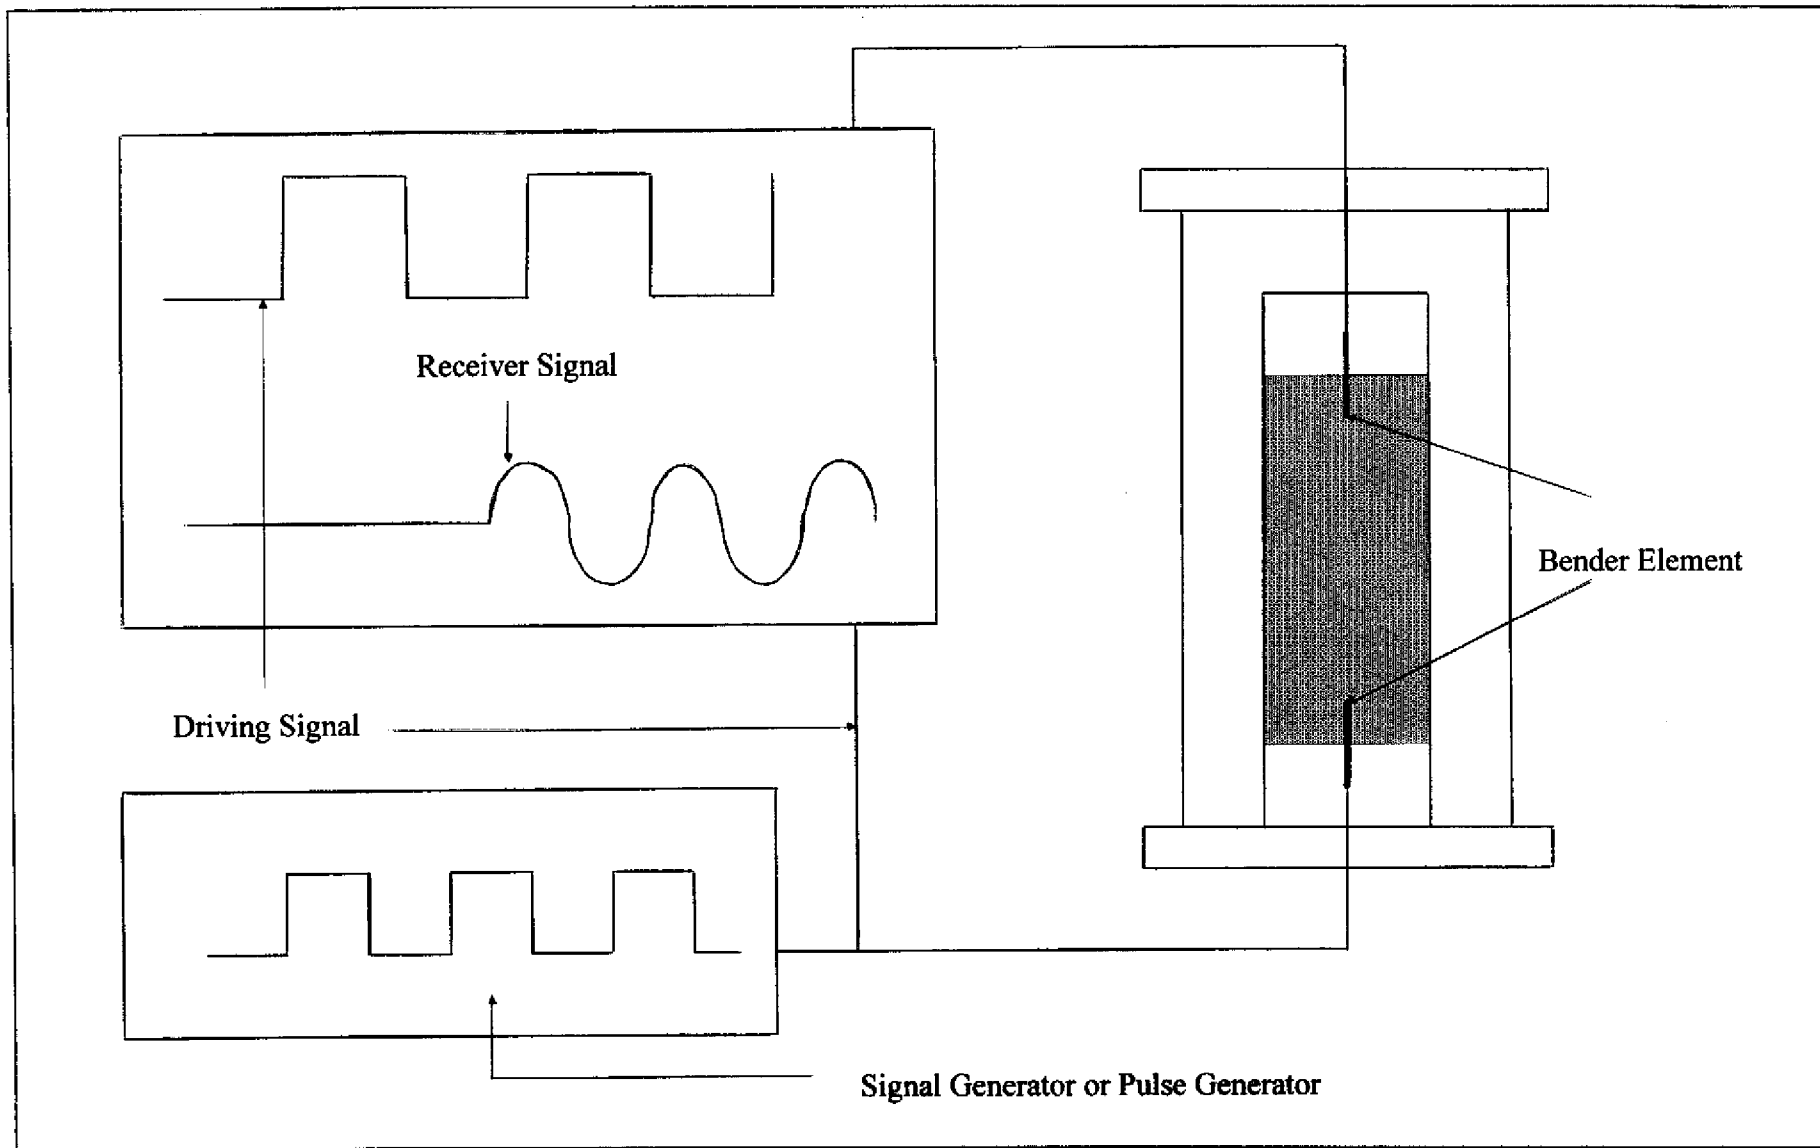 Receiver Signal
Bender Element
Driving Signal
Signal Generator or Pulse Generator